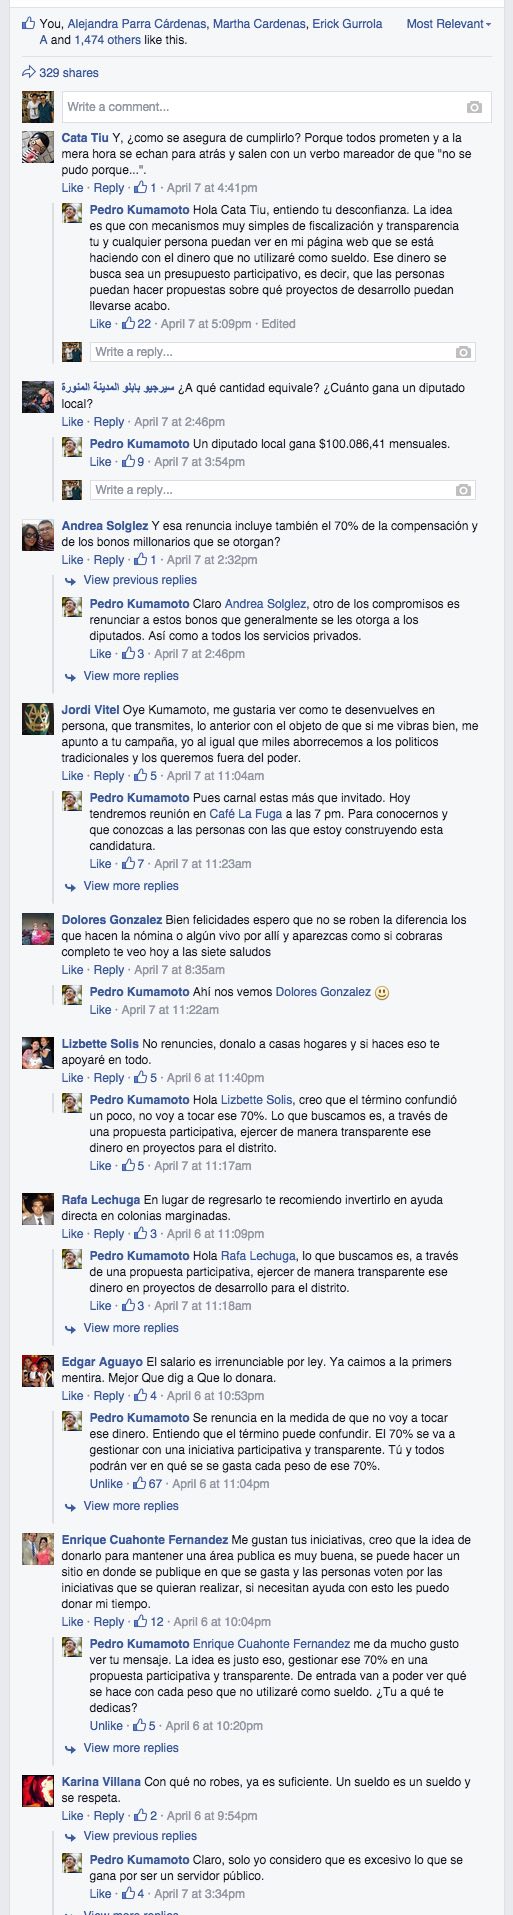 You, Alejandra Parra Cárdenas, Martha Cardenas, Erick Gurrola
A and 1,474 others like this.
Most Relevant
329 shares
Write a comment...
Cata Tiu Y, ¿como se asegura de cumplirlo? Porque todos prometen y a la
mera hora se echan para atrás y salen con un verbo mareador de que "no se
pudo porque...".
Like · Reply · 1 · April 7 at 4:41pm
Pedro Kumamoto Hola Cata Tiu, entiendo tu desconfianza. La idea
es que con mecanismos muy simples de fiscalización y transparencia
tu y cualquier persona puedan ver en mi página web que se está
haciendo con el dinero que no utilizaré como sueldo. Ese dinero se
busca sea un presupuesto participativo, es decir, que las personas
puedan hacer propuestas sobre qué proyectos de desarrollo puedan
llevarse acabo.
Like · 22 · April 7 at 5:09pm · Edited
Write a reply...
سيرجيو بابلو المدينة المنورة ¿A qué cantidad equivale? ¿Cuánto gana un diputado
local?
Like · Reply · April 7 at 2:46pm
Pedro Kumamoto Un diputado local gana $100.086,41 mensuales.
Like · 9 · April 7 at 3:54pm
Write a reply...
Andrea Solglez Y esa renuncia incluye también el 70% de la compensación y
de los bonos millonarios que se otorgan?
Like · Reply · 1 · April 7 at 2:32pm
View previous replies
Pedro Kumamoto Claro Andrea Solglez, otro de los compromisos es
renunciar a estos bonos que generalmente se les otorga a los
diputados. Así como a todos los servicios privados.
Like · 3 · April 7 at 2:46pm
View more replies
Jordi Vitel Oye Kumamoto, me gustaria ver como te desenvuelves en
persona, que transmites, lo anterior con el objeto de que si me vibras bien, me
apunto a tu campaña, yo al igual que miles aborrecemos a los politicos
tradicionales y los queremos fuera del poder.
Like · Reply · 5 · April 7 at 11:04am
Pedro Kumamoto Pues carnal estas más que invitado. Hoy
tendremos reunión en Café La Fuga a las 7 pm. Para conocernos y
que conozcas a las personas con las que estoy construyendo esta
candidatura.
Like · 7 · April 7 at 11:23am
View more replies
Dolores Gonzalez Bien felicidades espero que no se roben la diferencia los
que hacen la nómina o algún vivo por allí y aparezcas como si cobraras
completo te veo hoy a las siete saludos
Like · Reply · April 7 at 8:35am
Pedro Kumamoto Ahí nos vemos Dolores Gonzalez
Like · April 7 at 11:22am
Lizbette Solis No renuncies, donalo a casas hogares y si haces eso te
apoyaré en todo.
Like · Reply · 5 · April 6 at 11:40pm
Pedro Kumamoto Hola Lizbette Solis, creo que el término confundió
un poco, no voy a tocar ese 70%. Lo que buscamos es, a través de
una propuesta participativa, ejercer de manera transparente ese
dinero en proyectos para el distrito.
Like · 5 · April 7 at 11:17am
Rafa Lechuga En lugar de regresarlo te recomiendo invertirlo en ayuda
directa en colonias marginadas.
Like · Reply · 3 · April 6 at 11:09pm
Pedro Kumamoto Hola Rafa Lechuga, lo que buscamos es, a través
de una propuesta participativa, ejercer de manera transparente ese
dinero en proyectos de desarrollo para el distrito.
Like · 3 · April 7 at 11:18am
View more replies
Edgar Aguayo El salario es irrenunciable por ley. Ya caimos a la primers
mentira. Mejor Que dig a Que lo donara.
Like · Reply · 4 · April 6 at 10:53pm
Pedro Kumamoto Se renuncia en la medida de que no voy a tocar
ese dinero. Entiendo que el término puede confundir. El 70% se va a
gestionar con una iniciativa participativa y transparente. Tú y todos
podrán ver en qué se se gasta cada peso de ese 70%.
Unlike · 67 · April 6 at 11:04pm
View more replies
Enrique Cuahonte Fernandez Me gustan tus iniciativas, creo que la idea de
donarlo para mantener una área publica es muy buena, se puede hacer un
sitio en donde se publique en que se gasta y las personas voten por las
iniciativas que se quieran realizar, si necesitan ayuda con esto les puedo
donar mi tiempo.
Like · Reply · 12 · April 6 at 10:04pm
Pedro Kumamoto Enrique Cuahonte Fernandez me da mucho gusto
ver tu mensaje. La idea es justo eso, gestionar ese 70% en una
propuesta participativa y transparente. De entrada van a poder ver qué
se hace con cada peso que no utilizaré como sueldo. ¿Tu a qué te
dedicas?
Unlike · 5 · April 6 at 10:20pm
View more replies
Karina Villana Con qué no robes, ya es suficiente. Un sueldo es un sueldo y
se respeta.
Like · Reply · 2 · April 6 at 9:54pm
View previous replies
Pedro Kumamoto Claro, solo yo considero que es excesivo lo que se
gana por ser un servidor público.
Like · 4 · April 7 at 3:34pm
View more replies